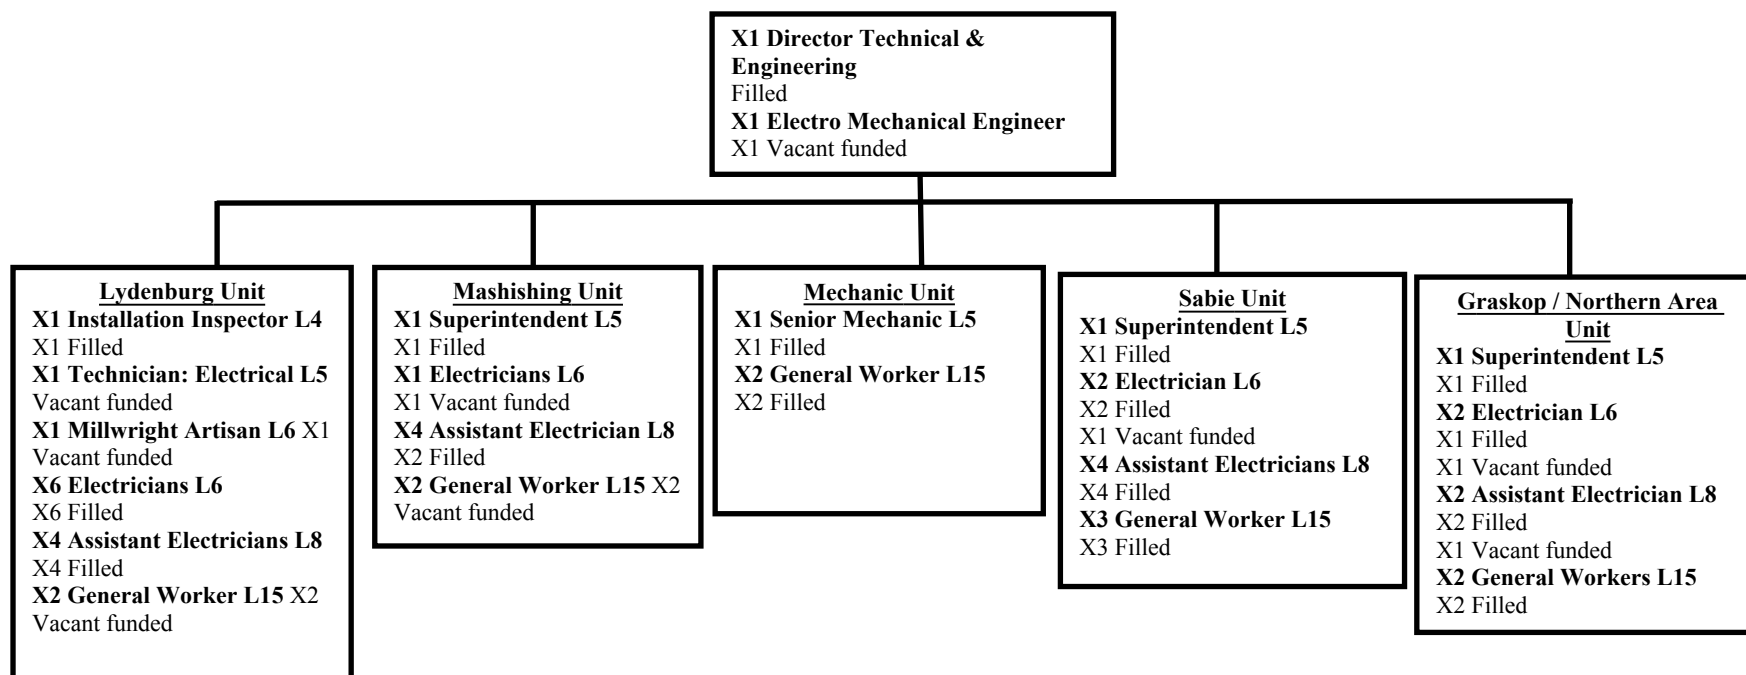 X1 Director Technical &
Engineering
Filled
X1 Electro Mechanical Engineer
X1 Vacant funded
Lydenburg Unit
X1 Installation Inspector L4
X1 Filled
X1 Technician: Electrical L5
Vacant funded
X1 Millwright Artisan L6 X1
Vacant funded
X6 Electricians L6
X6 Filled
X4 Assistant Electricians L8
X4 Filled
X2 General Worker L15 X2
Vacant funded
Mashishing Unit
X1 Superintendent L5
X1 Filled
X1 Electricians L6
X1 Vacant funded
X4 Assistant Electrician L8
X2 Filled
X2 General Worker L15 X2
Vacant funded
Mechanic Unit
X1 Senior Mechanic L5
X1 Filled
X2 General Worker L15
X2 Filled
Sabie Unit
X1 Superintendent L5
X1 Filled
X2 Electrician L6
X2 Filled
X1 Vacant funded
X4 Assistant Electricians L8
X4 Filled
X3 General Worker L15
X3 Filled
Graskop / Northern Area
Unit
X1 Superintendent L5
X1 Filled
X2 Electrician L6
X1 Filled
X1 Vacant funded
X2 Assistant Electrician L8
X2 Filled
X1 Vacant funded
X2 General Workers L15
X2 Filled